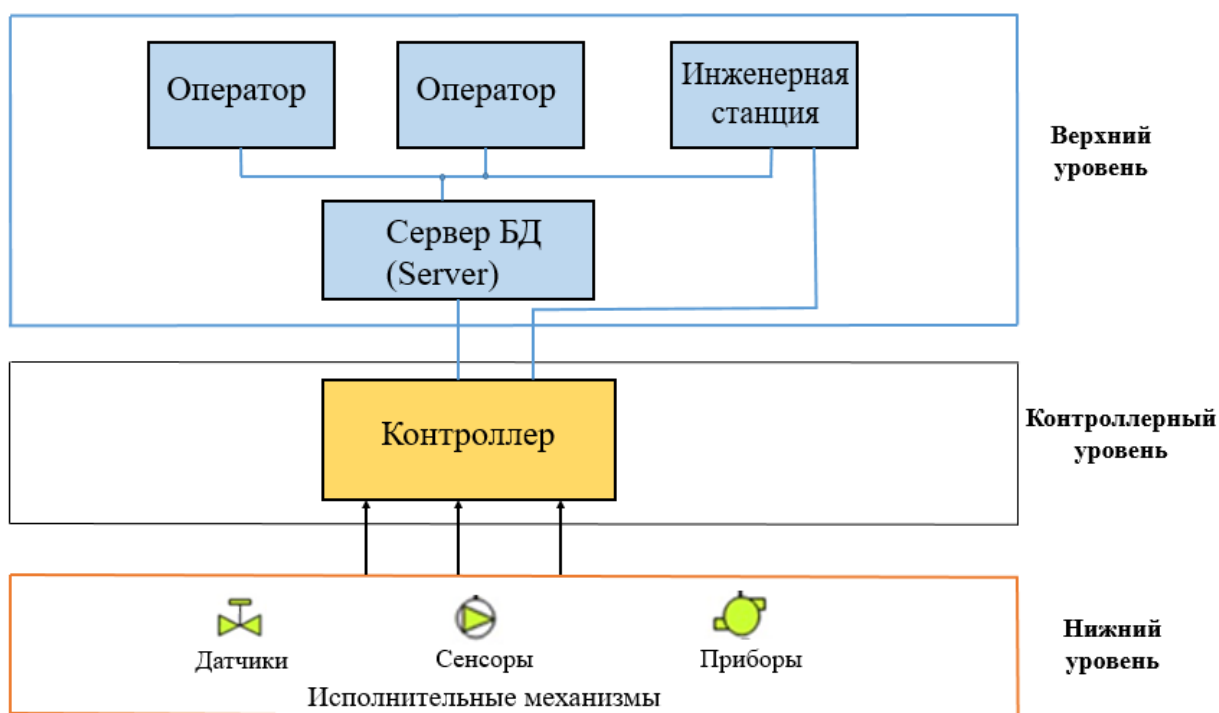 Оператор
Оператор
Инженерная
станция
Верхний
уровень
Сервер БД
(Server)
Контроллер
Контроллерный
уровень
Датчики
Сенсоры
Приборы
Исполнительные механизмы
Нижний
уровень